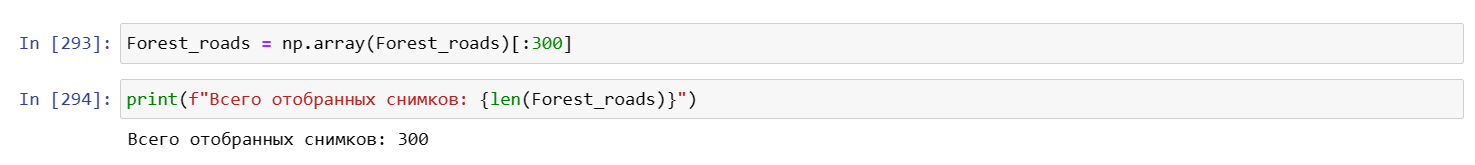 In [293]: Forest_roads = np.array(Forest_roads)[:300]
In [294]: print(f"Всего отобранных снимков: {len(Forest_roads)}")
Всего отобранных снимков: 300